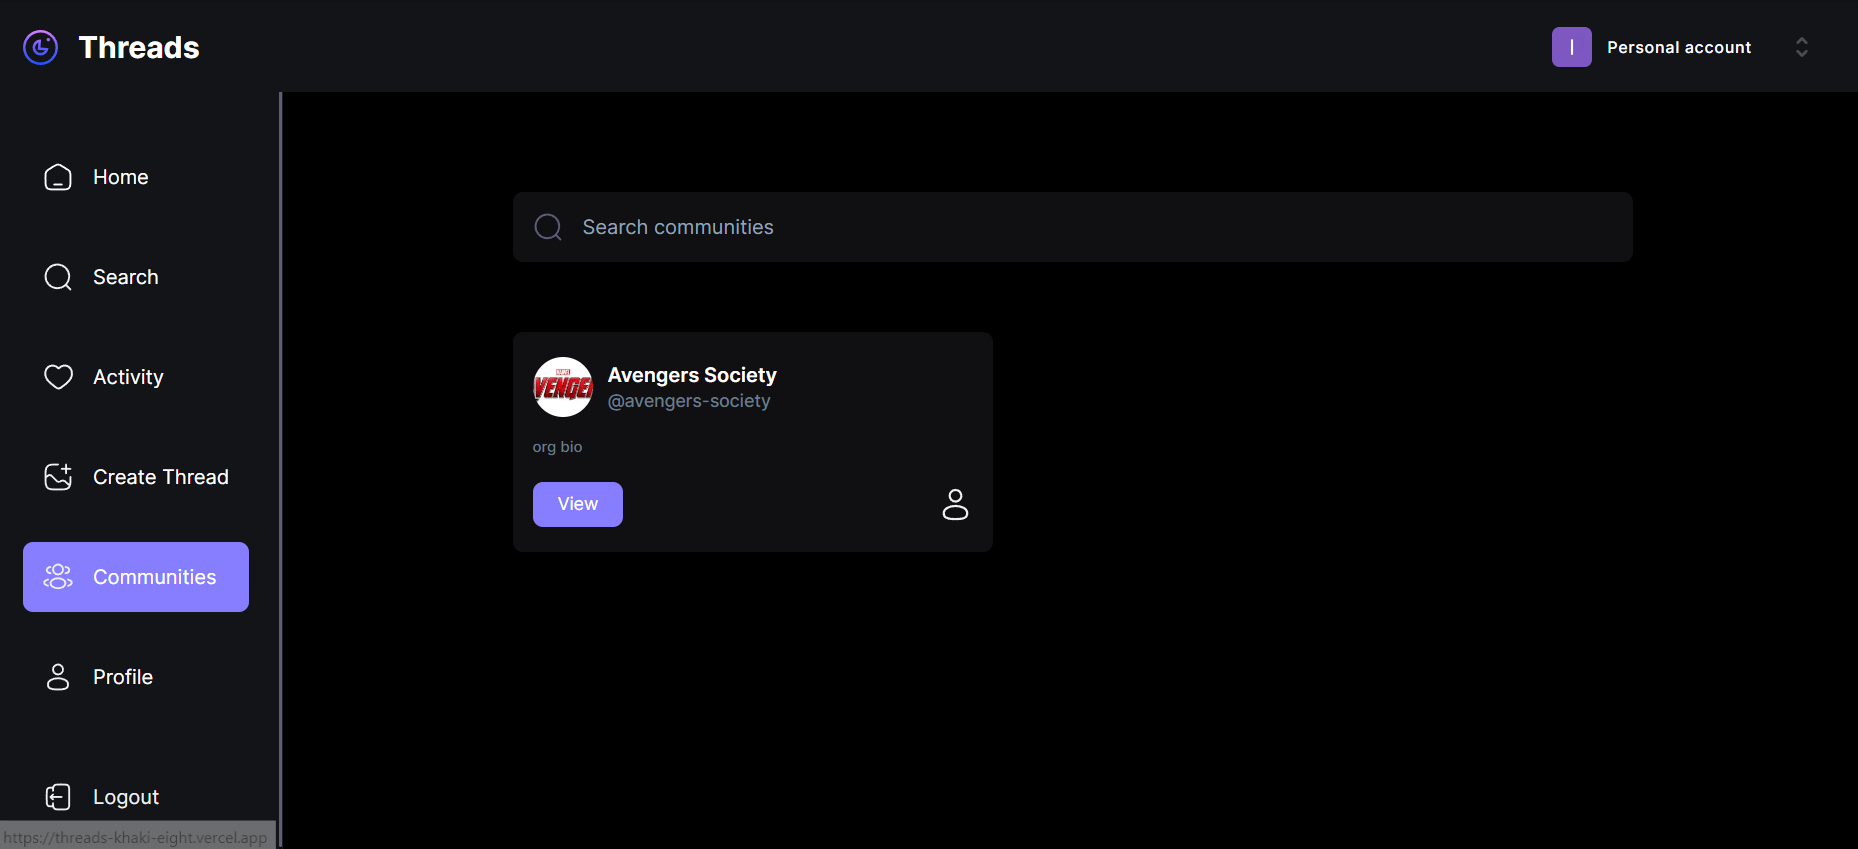 Threads
I
Personal account
Home
Search
Activity
Create Thread
Communities
Profile
Logout
Search communities
MARVEL
VENGE
Avengers Society
@avengers-society
org bio
View
https://threads-khaki-eight.vercel.app